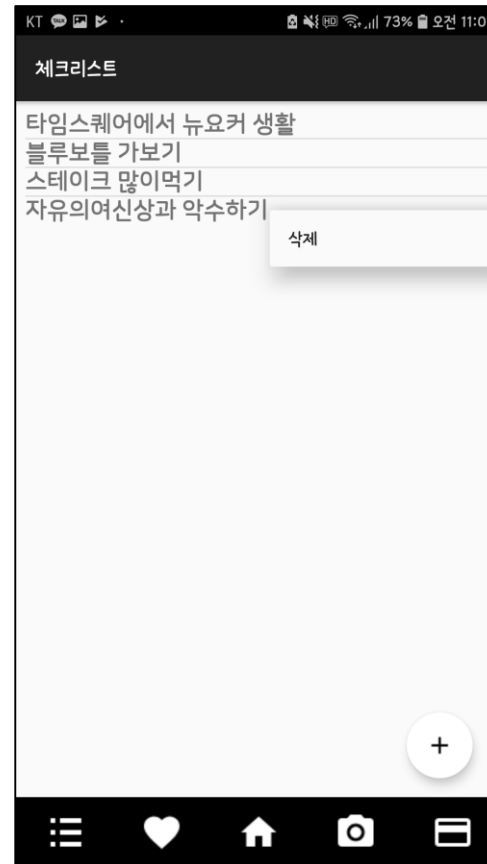 KT TALK HD 73% 오전 11:0
체크리스트
타임스퀘어에서 뉴요커 생활
블루보틀 가보기
스테이크 많이먹기
자유의여신상과 악수하기
삭제
+